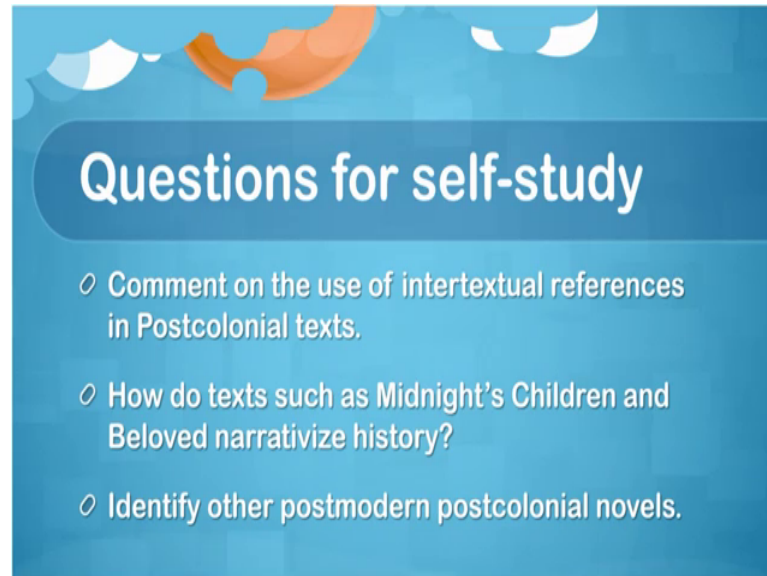 Questions for self-study
Comment on the use of intertextual references
in Postcolonial texts.
How do texts such as Midnight's Children and
Beloved narrativize history?
Identify other postmodern postcolonial novels.